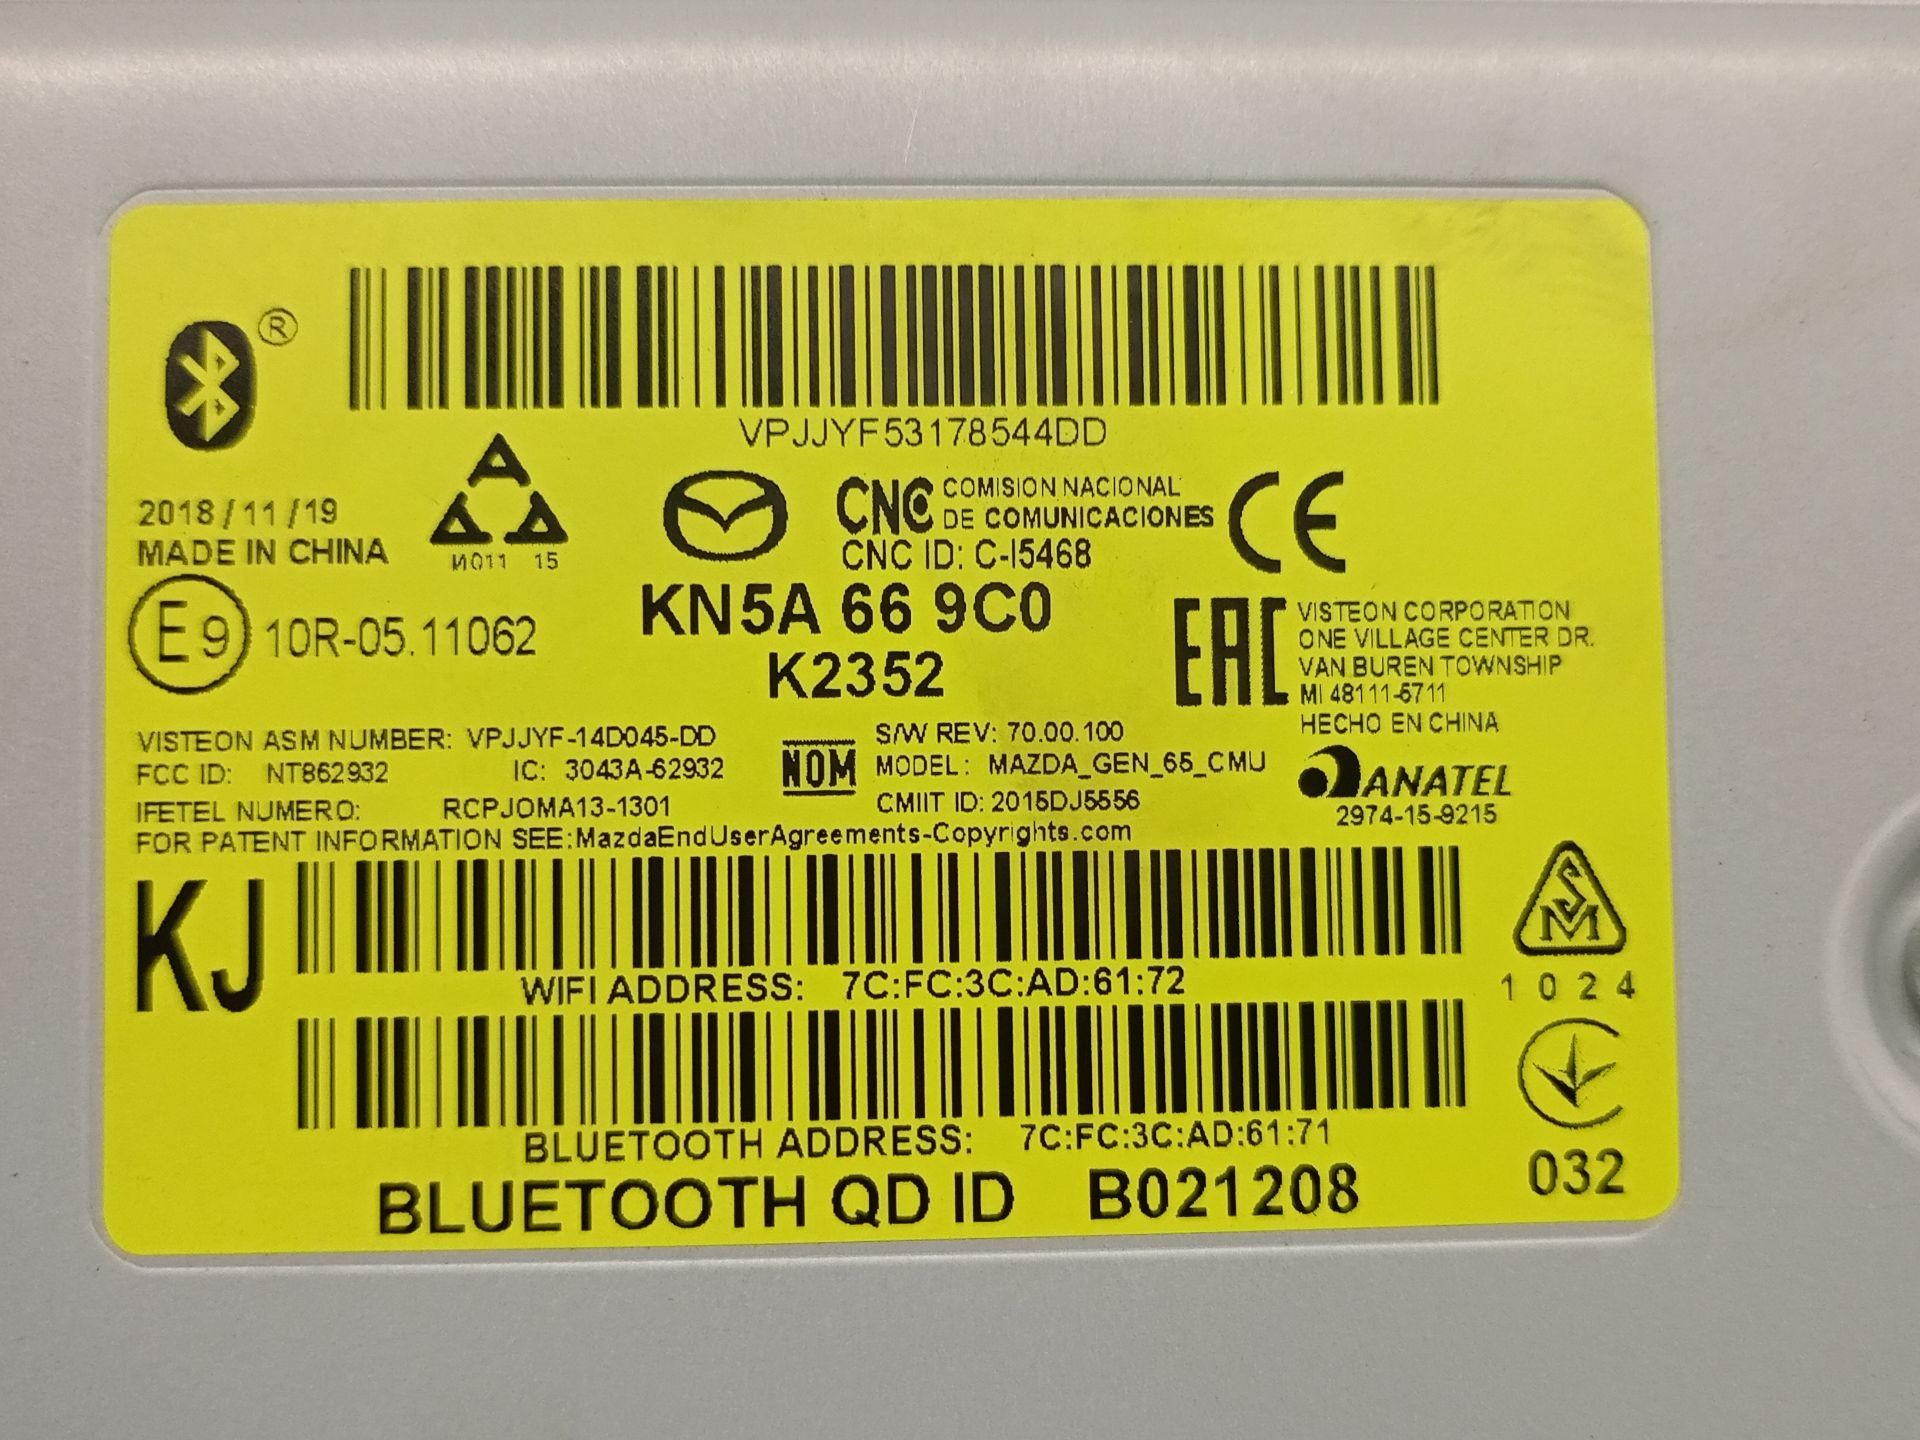 ®
VPJJYF53178544DD
2018/11/19
MADE IN CHINA
И011 15
CNC COMISION NACIONAL
DE COMUNICACIONES
CNC ID: C-I5468
CE
E9 10R-05.11062
KN5A 66 9C0
K2352
EAC
VISTEON CORPORATION
ONE VILLAGE CENTER DR.
VAN BUREN TOWNSHIP
MI 48111-5711
HECHO EN CHINA
VISTEON ASM NUMBER: VPJJYF-14D045-DD
FCC ID: NT862932 IC: 3043A-62932
IFETEL NUMERO: RCPJOMA13-1301
NOM
S/W REV: 70.00.100
MODEL: MAZDA_GEN_65_CMU
CMIIT ID: 2015DJ5556
ANATEL
2974-15-9215
FOR PATENT INFORMATION SEE:MazdaEndUserAgreements-Copyrights.com
KJ
WIFI ADDRESS: 7C:FC:3C:AD:61:72
SM
1024
BLUETOOTH ADDRESS: 7C:FC:3C:AD:61:71
BLUETOOTH QD ID B021208
032